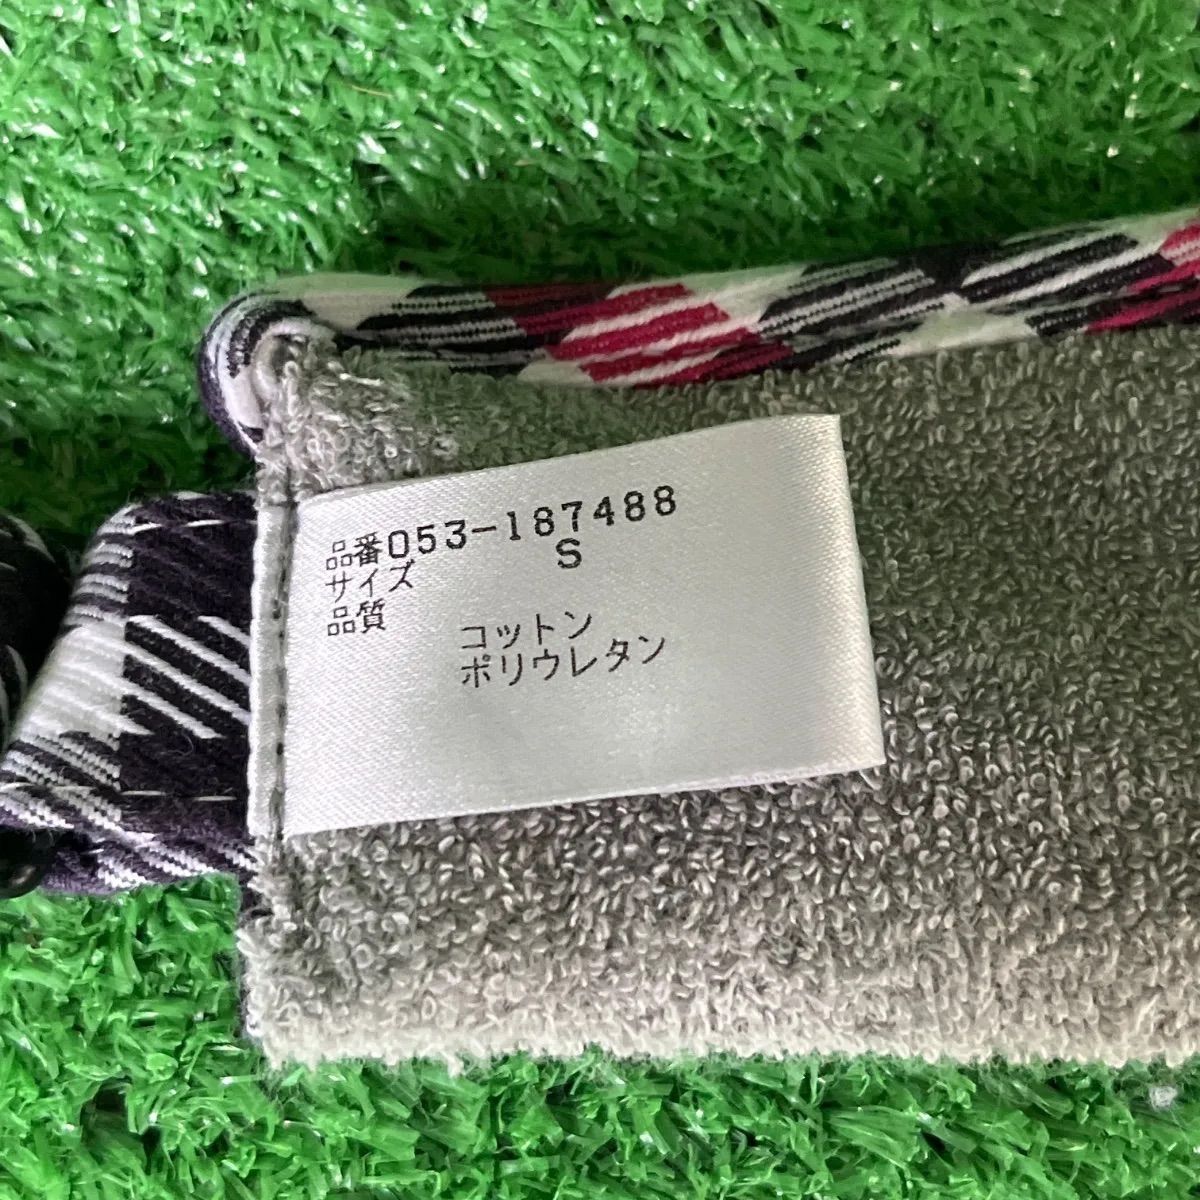 品番053-187488
サイズ S
品質
コットン
ポリウレタン